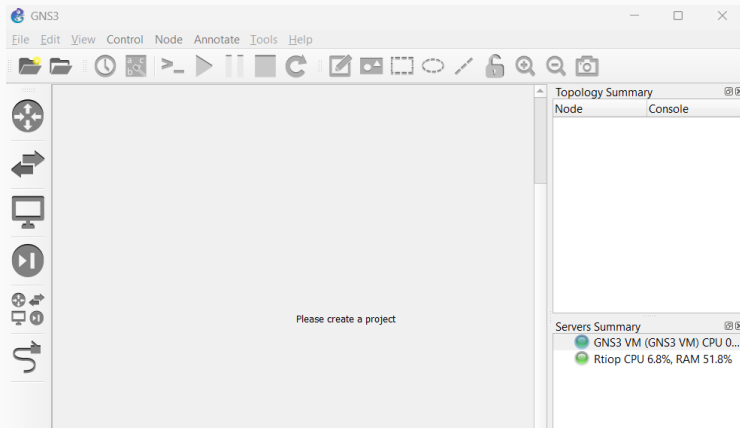 GNS3
File Edit View Control Node Annotate Tools Help
Topology Summary
Node Console
Please create a project
Servers Summary
GNS3 VM (GNS3 VM) CPU 0...
Rtiop CPU 6.8%, RAM 51.8%